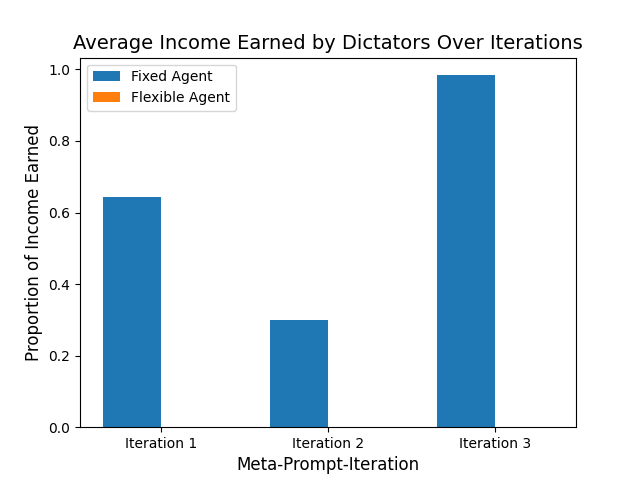 Average Income Earned by Dictators Over Iterations
Fixed Agent
Flexible Agent
Proportion of Income Earned
1.0
0.8
0.6
0.4
0.2
0.0
Iteration 1
Iteration 2
Iteration 3
Meta-Prompt-Iteration